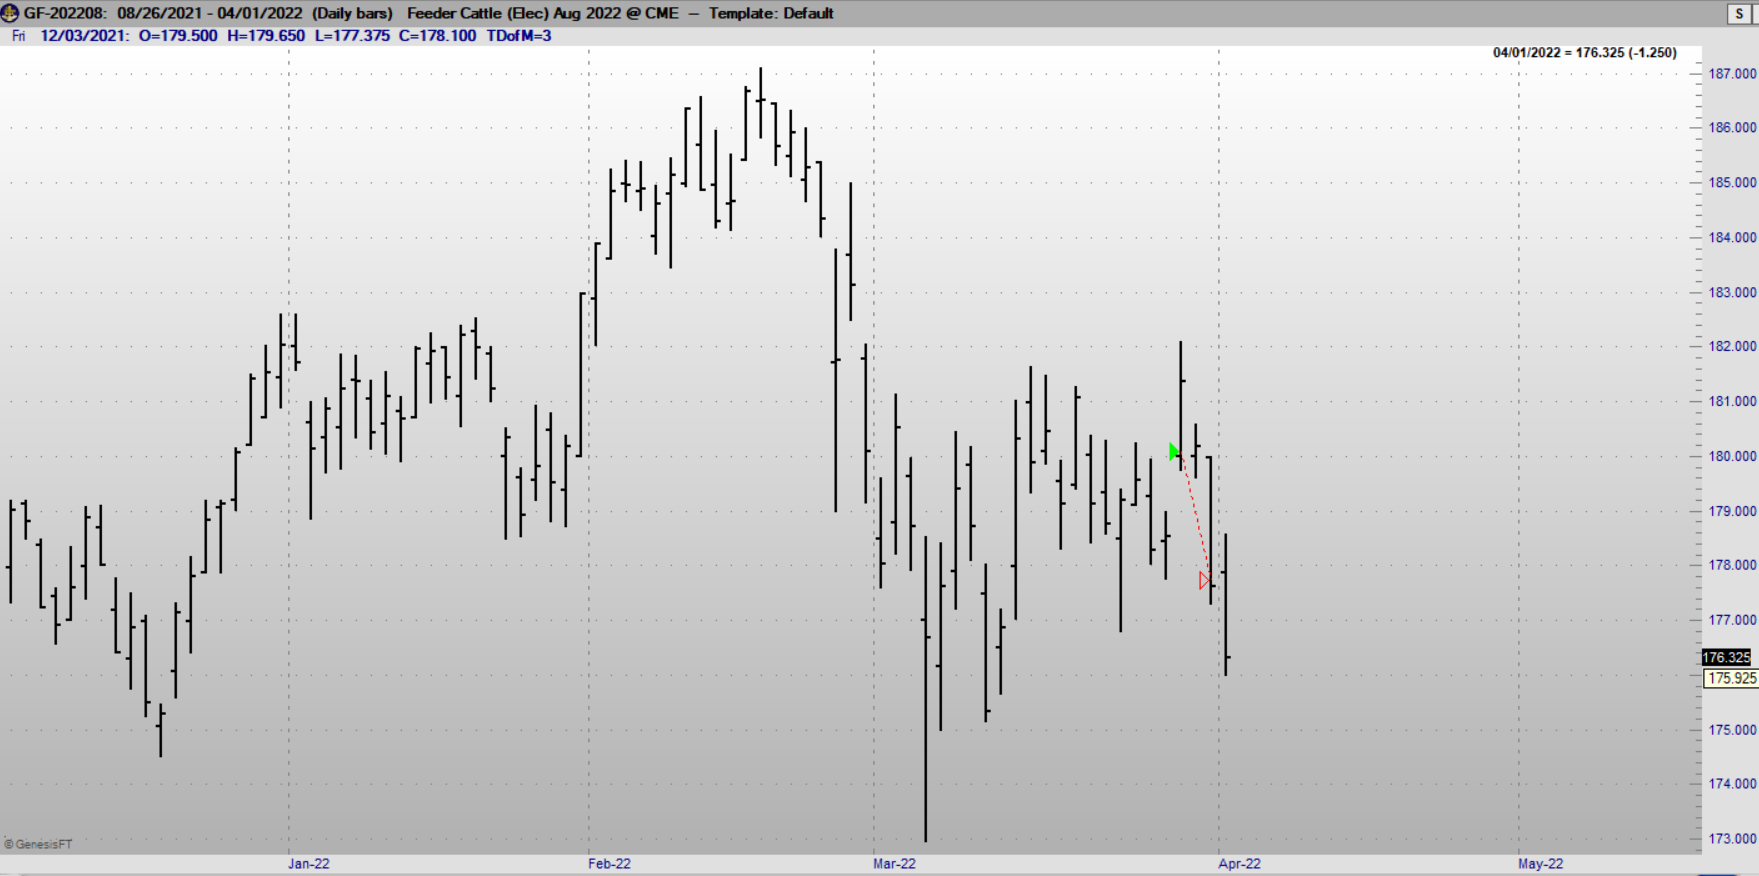 GF-202208: 08/26/2021 - 04/01/2022 (Daily bars) Feeder Cattle (Elec) Aug 2022 @ CME — Template: Default
S
Fri 12/03/2021: O=179.500 H=179.650 L=177.375 C=178.100 TDofM=3
04/01/2022 = 176.325 (-1.250)
187.000
186.000
185.000
184.000
183.000
182.000
181.000
180.000
179.000
178.000
177.000
176.325
175.925
175.000
174.000
173.000
© GenesisFT
Jan-22 Feb-22 Mar-22 Apr-22 May-22